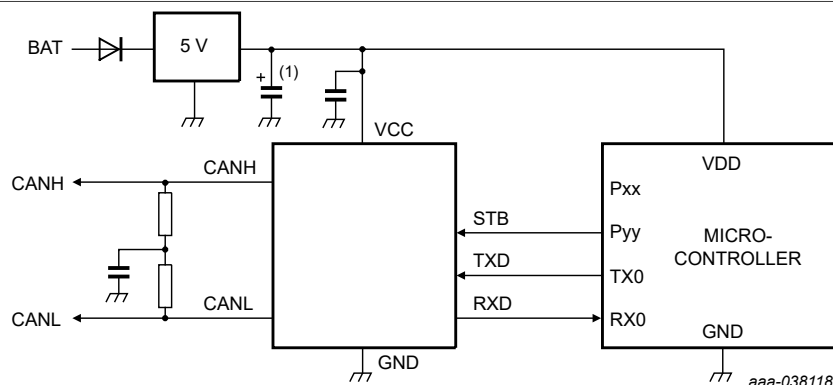 BAT
5 V
+
(1)
VCC
VDD
CANH
CANH
Pxx
STB
Pyy
MICRO-
CONTROLLER
TXD
TX0
CANL
CANL
RXD
RX0
GND
GND
aaa-038118